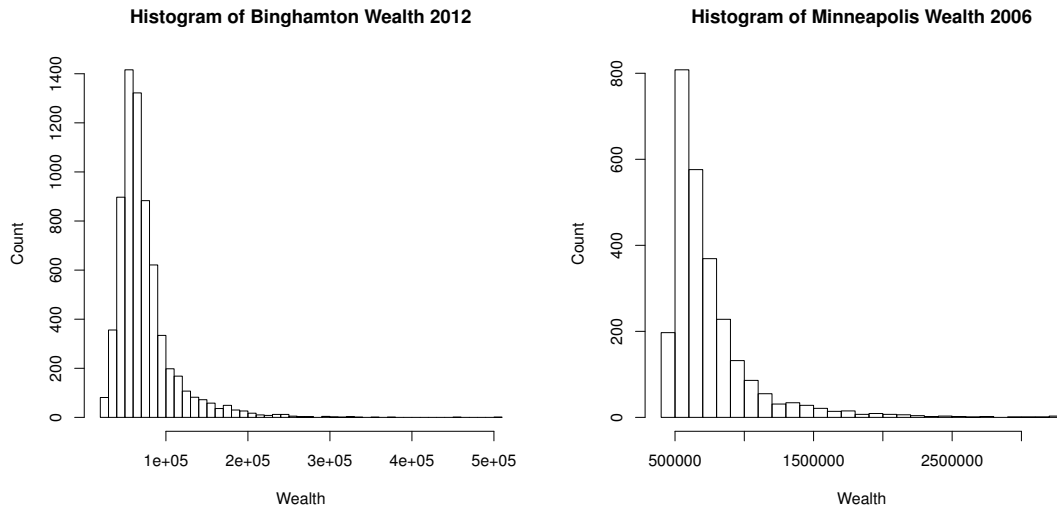 Histogram of Binghamton Wealth 2012
Count
0 200 400 600 800 1000 1200 1400
1e+05 2e+05 3e+05 4e+05 5e+05
Wealth
Histogram of Minneapolis Wealth 2006
Count
0 200 400 600 800
500000 1500000 2500000
Wealth